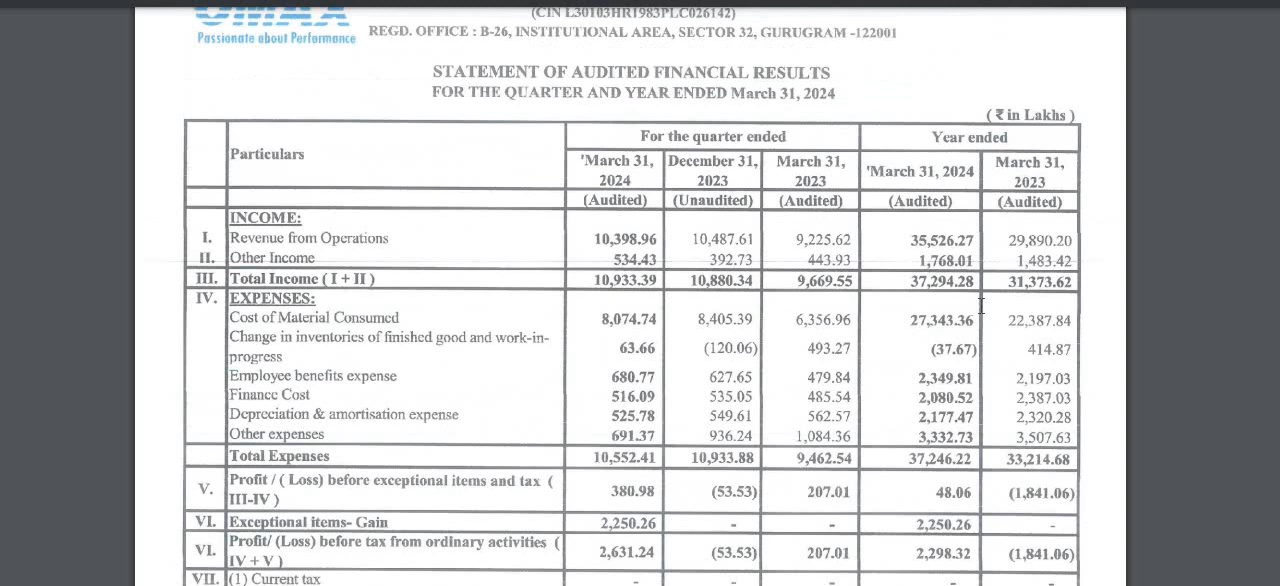 (CIN L30103HR1983PLC026142)
Passionate about Performance
REGD. OFFICE : B-26, INSTITUTIONAL AREA, SECTOR 32, GURUGRAM -122001
STATEMENT OF AUDITED FINANCIAL RESULTS
FOR THE QUARTER AND YEAR ENDED March 31, 2024
( ₹ in Lakhs )
Particulars For the quarter ended Year ended
'March 31, 2024 December 31, 2023 March 31, 2023 'March 31, 2024 March 31, 2023
(Audited) (Unaudited) (Audited) (Audited) (Audited)
INCOME:
I. Revenue from Operations 10,398.96 10,487.61 9,225.62 35,526.27 29,890.20
II. Other Income 534.43 392.73 443.93 1,768.01 1,483.42
III. Total Income ( I + II ) 10,933.39 10,880.34 9,669.55 37,294.28 31,373.62
IV. EXPENSES:
Cost of Material Consumed 8,074.74 8,405.39 6,356.96 27,343.36 22,387.84
Change in inventories of finished good and work-in-
progress 63.66 (120.06) 493.27 (37.67) 414.87
Employee benefits expense 680.77 627.65 479.84 2,349.81 2,197.03
Finance Cost 516.09 535.05 485.54 2,080.52 2,387.03
Depreciation & amortisation expense 525.78 549.61 562.57 2,177.47 2,320.28
Other expenses 691.37 936.24 1,084.36 3,332.73 3,507.63
Total Expenses 10,552.41 10,933.88 9,462.54 37,246.22 33,214.68
V. Profit / ( Loss) before exceptional items and tax (
III-IV ) 380.98 (53.53) 207.01 48.06 (1,841.06)
VI. Exceptional items- Gain 2,250.26 - - 2,250.26 -
VI. Profit/ (Loss) before tax from ordinary activities (
IV + V ) 2,631.24 (53.53) 207.01 2,298.32 (1,841.06)
VII. (1) Current tax - - - - -